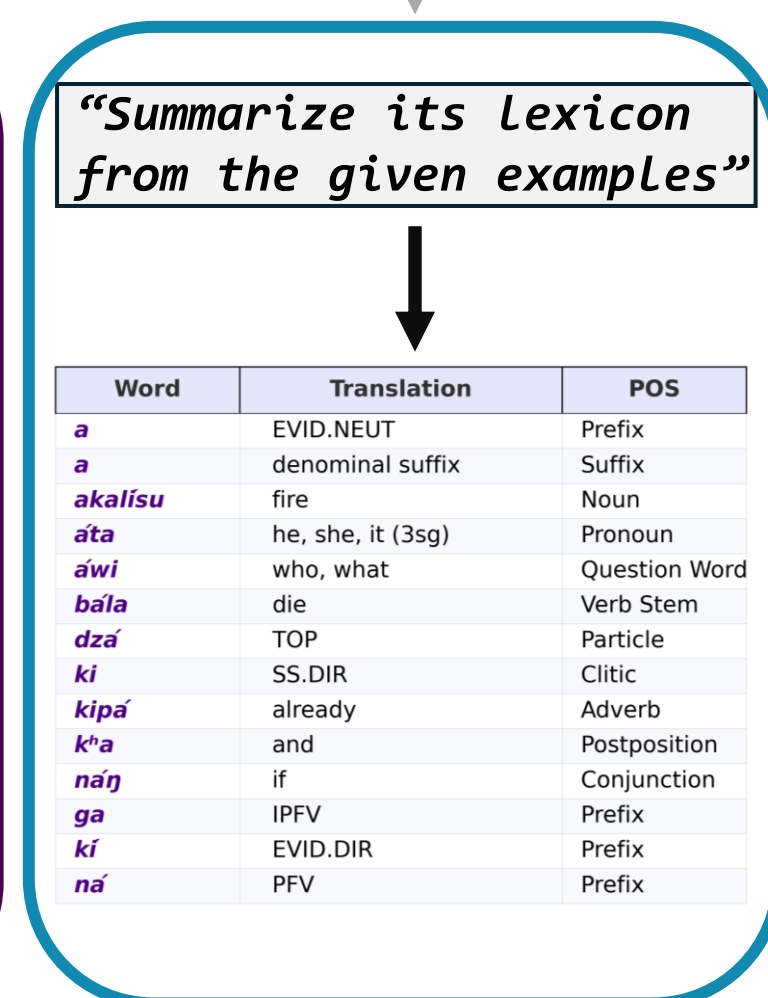 “Summarize its lexicon
from the given examples”
Word Translation POS
a EVID.NEUT Prefix
a denominal suffix Suffix
akalísu fire Noun
áta he, she, it (3sg) Pronoun
áwi who, what Question Word
bála die Verb Stem
dzá TOP Particle
ki SS.DIR Clitic
kipá already Adverb
kʰa and Postposition
náŋ if Conjunction
ga IPFV Prefix
kí EVID.DIR Prefix
ná PFV Prefix